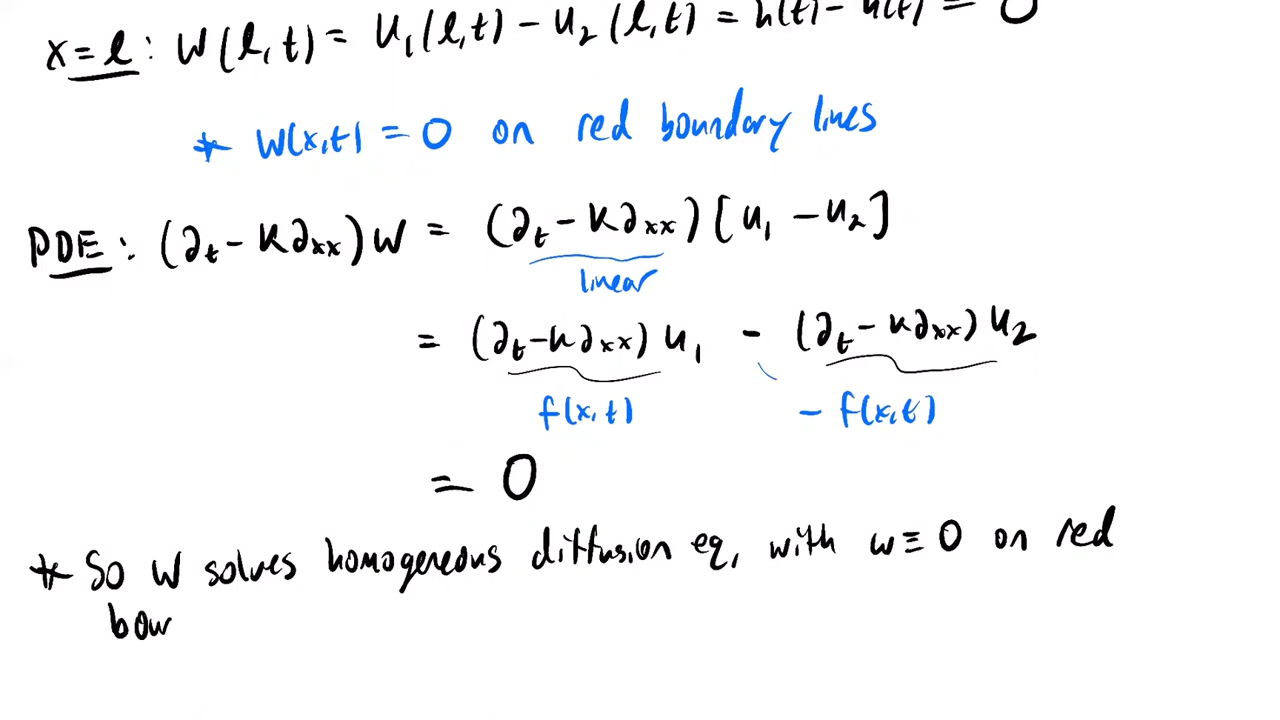 x = l : W(l,t) = U₁(l,t) - U₂(l,t) = h(t) - h(t) = 0
* W(x,t) = 0 on red boundary lines
PDE : (∂ₜ - K∂ₓₓ)W = (∂ₜ - K∂ₓₓ)[U₁ - U₂]
linear
= (∂ₜ - K∂ₓₓ)U₁ - (∂ₜ - K∂ₓₓ)U₂
f(x,t) - f(x,t)
= 0
* So W solves homogeneous diffusion eq, with w ≡ 0 on red
bow